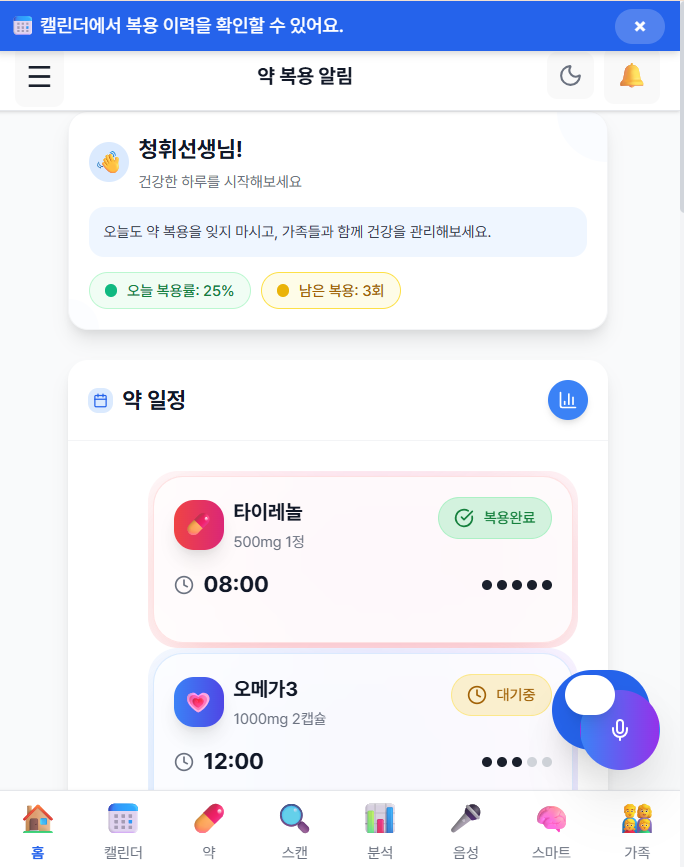 캘린더에서 복용 이력을 확인할 수 있어요.
약 복용 알림
청휘선생님!
건강한 하루를 시작해보세요
오늘도 약 복용을 잊지 마시고, 가족들과 함께 건강을 관리해보세요.
오늘 복용률: 25%
남은 복용: 3회
약 일정
타이레놀
복용완료
500mg 1정
08:00
오메가3
대기중
1000mg 2캡슐
12:00
홈
캘린더
약
스캔
분석
음성
스마트
가족